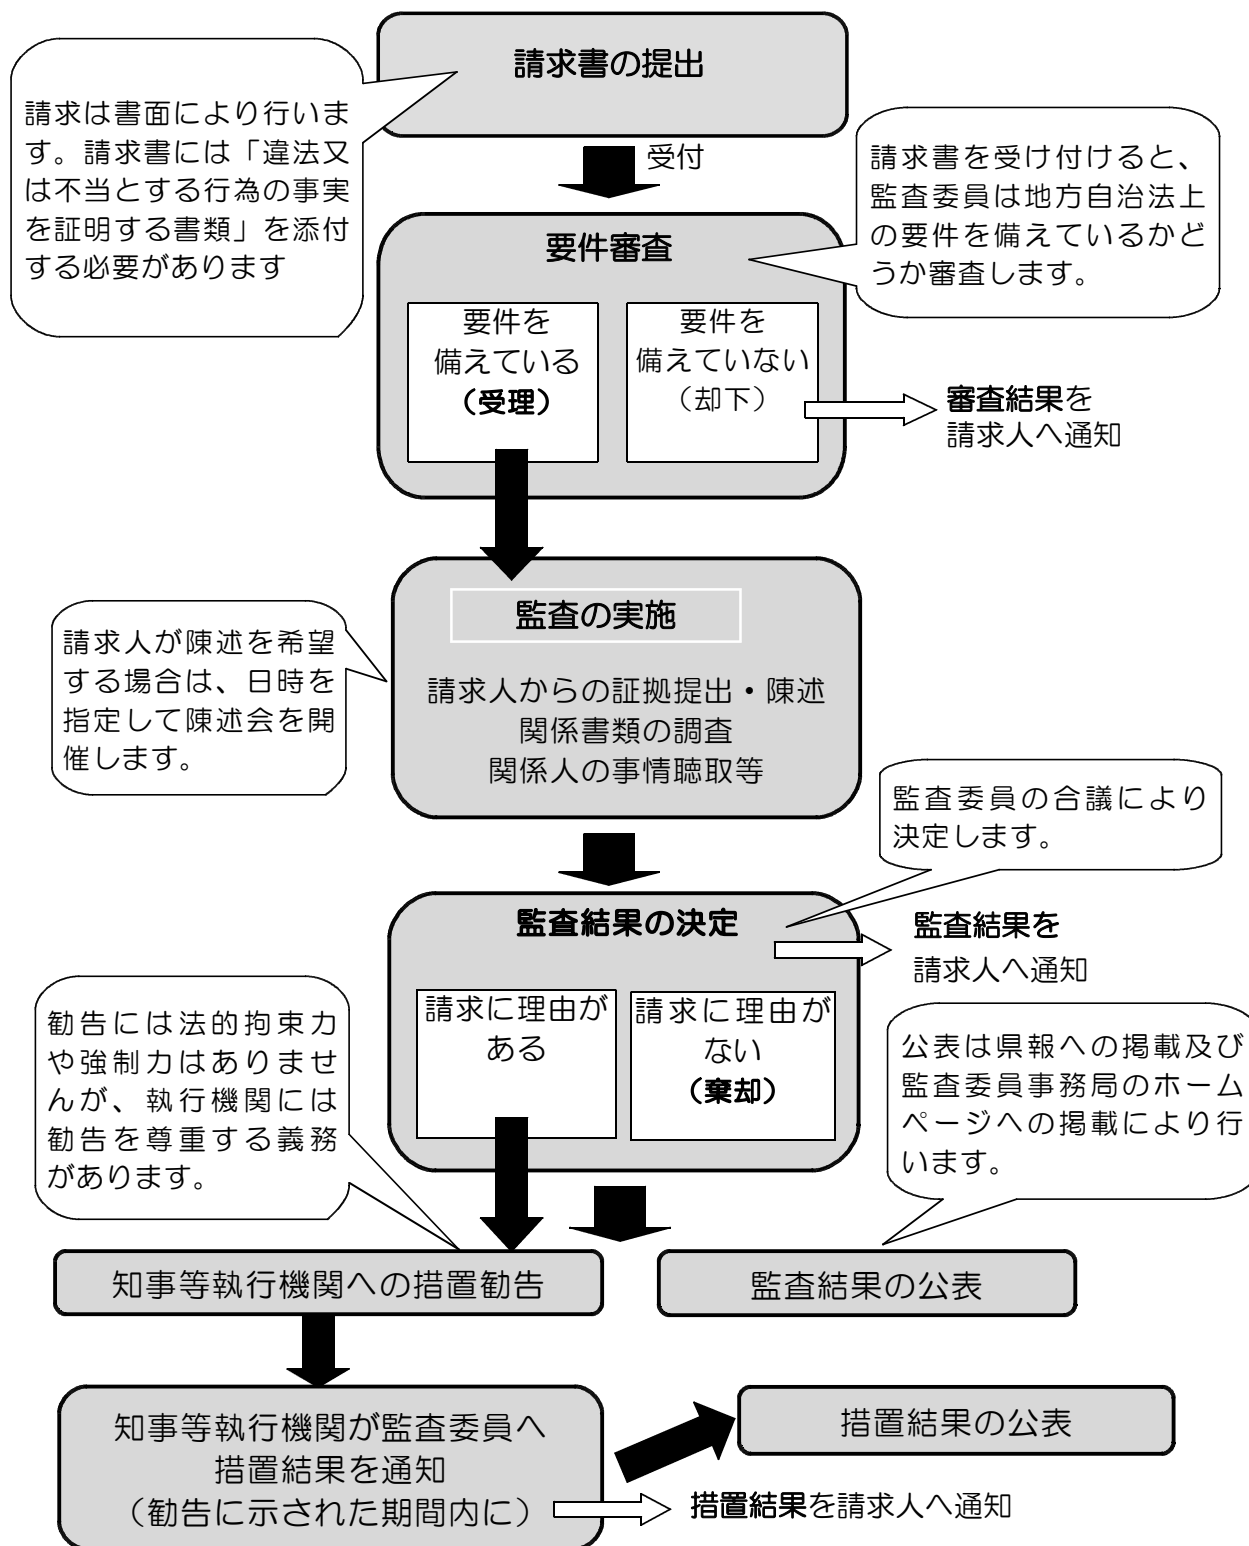 請求書の提出
請求は書面により行いま
す。請求書には「違法又
は不当とする行為の事実
を証明する書類」を添付
する必要があります
受付
請求書を受け付けると、
監査委員は地方自治法上
の要件を備えているかど
うか審査します。
要件審査
要件を
備えている
（受理）
要件を
備えていない
（却下）
審査結果を
請求人へ通知
監査の実施
請求人からの証拠提出・陳述
関係書類の調査
関係人の事情聴取等
請求人が陳述を希望
する場合は、日時を
指定して陳述会を開
催します。
監査委員の合議により
決定します。
監査結果の決定
監査結果を
請求人へ通知
請求に理由が
ある
請求に理由が
ない
（棄却）
勧告には法的拘束力
や強制力はありませ
んが、執行機関には
勧告を尊重する義務
があります。
公表は県報への掲載及び
監査委員事務局のホーム
ページへの掲載により行
います。
知事等執行機関への措置勧告
監査結果の公表
知事等執行機関が監査委員へ
措置結果を通知
（勧告に示された期間内に）
措置結果の公表
措置結果を請求人へ通知